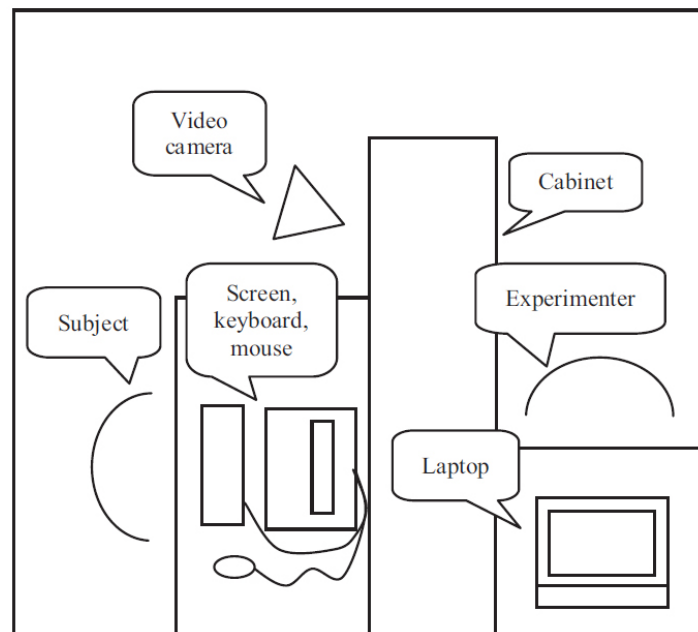 Video
camera
Cabinet
Screen,
keyboard,
mouse
Experimenter
Subject
Laptop